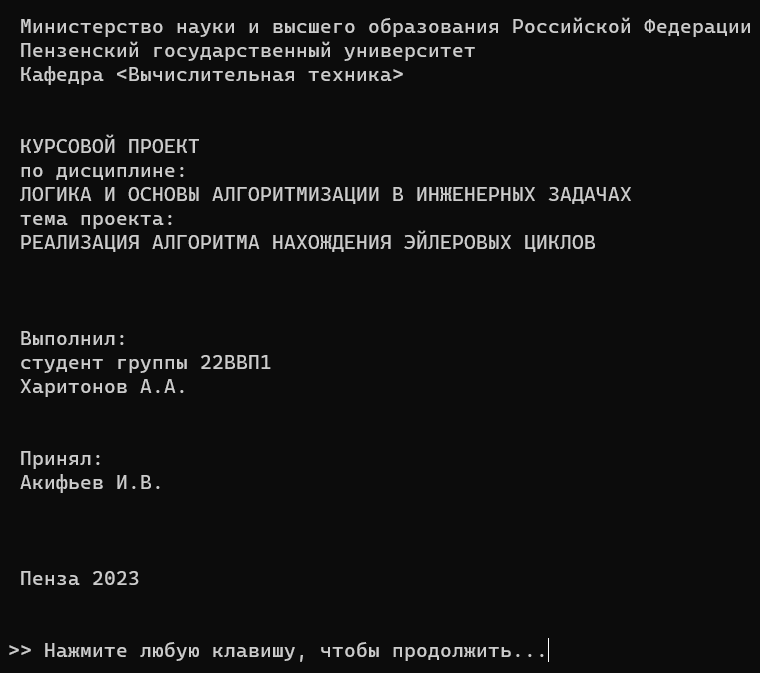 Министерство науки и высшего образования Российской Федерации
Пензенский государственный университет
Кафедра <Вычислительная техника>
КУРСОВОЙ ПРОЕКТ
по дисциплине:
ЛОГИКА И ОСНОВЫ АЛГОРИТМИЗАЦИИ В ИНЖЕНЕРНЫХ ЗАДАЧАХ
тема проекта:
РЕАЛИЗАЦИЯ АЛГОРИТМА НАХОЖДЕНИЯ ЭЙЛЕРОВЫХ ЦИКЛОВ
Выполнил:
студент группы 22ВВП1
Харитонов А.А.
Принял:
Акифьев И.В.
Пенза 2023
>> Нажмите любую клавишу, чтобы продолжить...